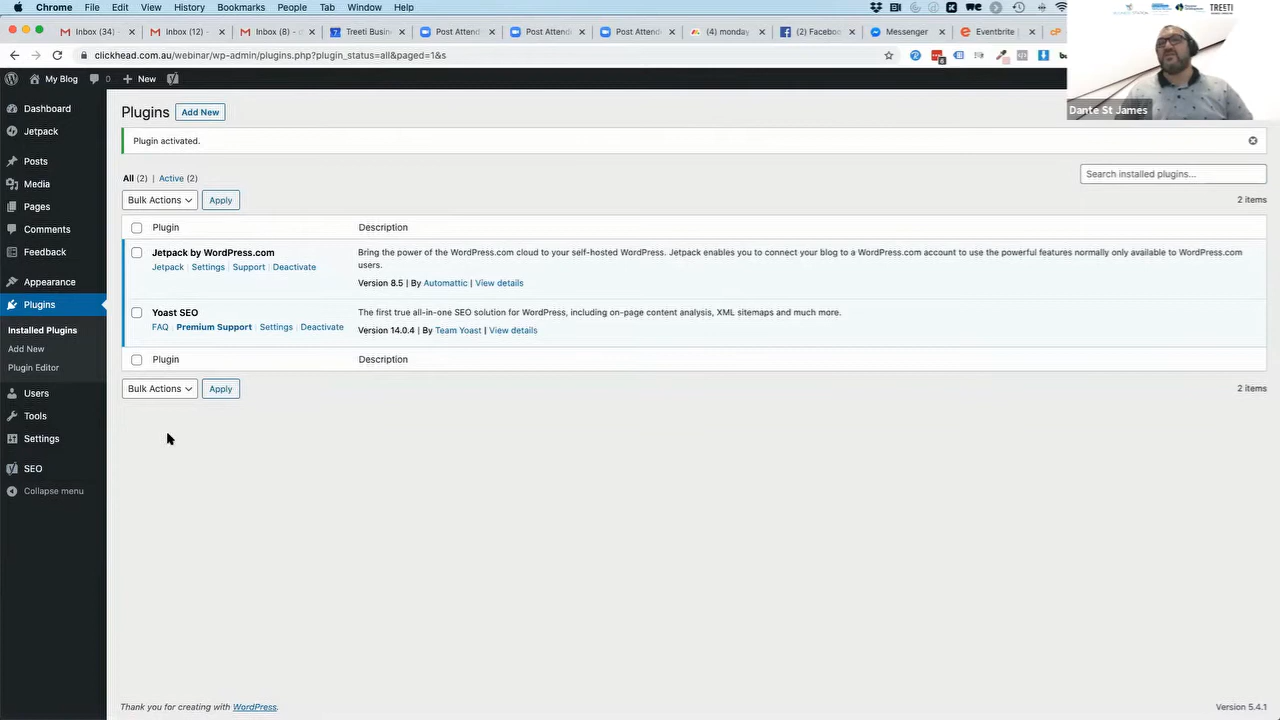 Chrome File Edit View History Bookmarks People Tab Window Help
TREETI
Inbox (34) Inbox (12) Inbox (8) Treeti Busin Post Attend Post Attend Post Attend (4) monday (2) Faceboo Messenger Eventbrite
clickhead.com.au/webinar/wp-admin/plugins.php?plugin_status=all&paged=1&s
Dante St James
My Blog 0 New
Dashboard
Jetpack
Posts
Media
Pages
Comments
Feedback
Appearance
Plugins
Installed Plugins
Add New
Plugin Editor
Users
Tools
Settings
SEO
Collapse menu
Plugins Add New
Plugin activated.
All (2) | Active (2)
Search installed plugins...
Bulk Actions Apply
2 items
Plugin Description
Jetpack by WordPress.com
Jetpack | Settings | Support | Deactivate
Bring the power of the WordPress.com cloud to your self-hosted WordPress. Jetpack enables you to connect your blog to a WordPress.com account to use the powerful features normally only available to WordPress.com
users.
Version 8.5 | By Automattic | View details
Yoast SEO
FAQ | Premium Support | Settings | Deactivate
The first true all-in-one SEO solution for WordPress, including on-page content analysis, XML sitemaps and much more.
Version 14.0.4 | By Team Yoast | View details
Plugin Description
Bulk Actions Apply
2 items
Thank you for creating with WordPress.
Version 5.4.1